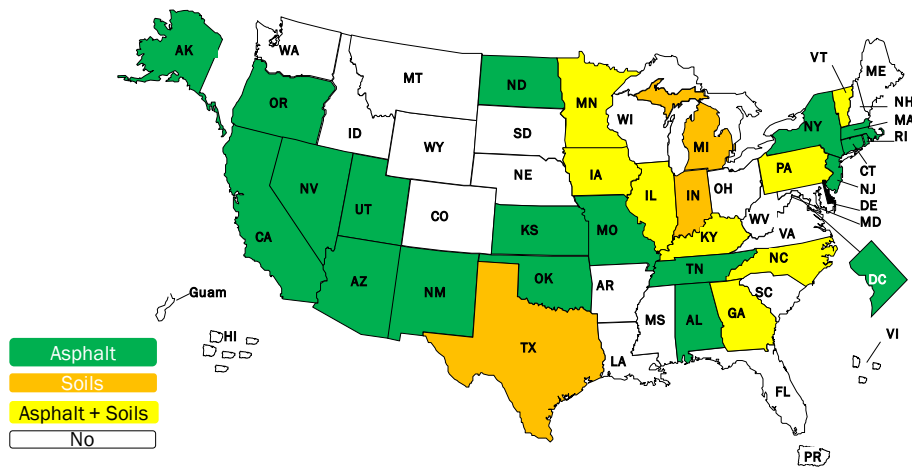 AK
WA
VT
ME
MT
ND
OR
MN
NH
MA
ID
SD
WI
NY
RI
WY
MI
CT
NE
IA
PA
NJ
NV
IL
IN
OH
DE
UT
CO
WV
MD
CA
KS
MO
KY
VA
NC
AZ
NM
OK
TN
DC
Guam
AR
SC
HI
MS
AL
GA
VI
TX
LA
FL
PR
Asphalt
Soils
Asphalt + Soils
No